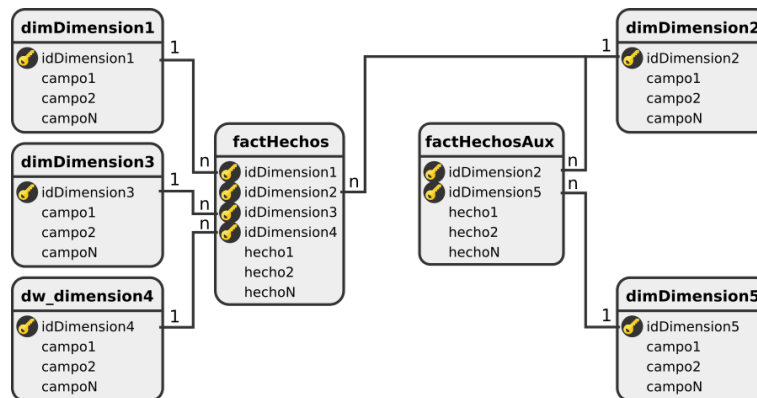 dimDimension1
idDimension1
campo1
campo2
campoN
1
dimDimension3
idDimension3
campo1
campo2
campoN
1
dw_dimension4
idDimension4
campo1
campo2
campoN
1
factHechos
n
idDimension1
idDimension2
n
n
idDimension3
n
idDimension4
hecho1
hecho2
hechoN
factHechosAux
idDimension2
n
idDimension5
n
hecho1
hecho2
hechoN
dimDimension2
1
idDimension2
campo1
campo2
campoN
dimDimension5
1
idDimension5
campo1
campo2
campoN